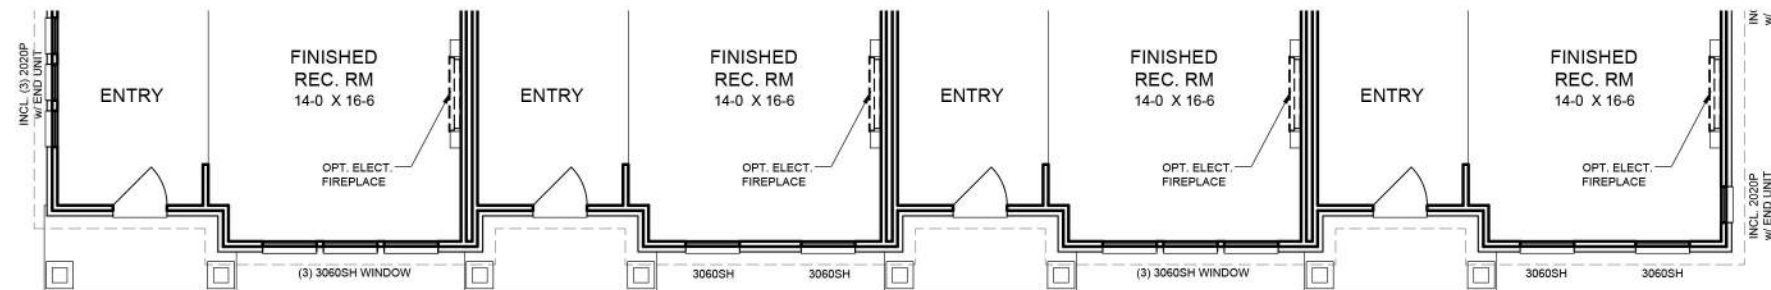 INCL. (3) 2020P
w/ END UNIT
ENTRY
FINISHED
REC. RM
14-0 X 16-6
OPT. ELECT.
FIREPLACE
(3) 3060SH WINDOW
ENTRY
FINISHED
REC. RM
14-0 X 16-6
OPT. ELECT.
FIREPLACE
3060SH
3060SH
ENTRY
FINISHED
REC. RM
14-0 X 16-6
OPT. ELECT.
FIREPLACE
(3) 3060SH WINDOW
ENTRY
FINISHED
REC. RM
14-0 X 16-6
OPT. ELECT.
FIREPLACE
3060SH
3060SH
INCL. 2020P
w/ END UNIT
w/